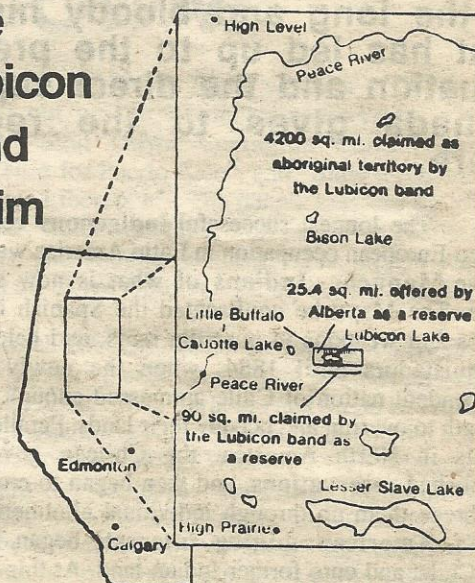 bicon
nd
im
High Level
Peace River
4200 sq. mi. claimed as
aboriginal territory by
the Lubicon band
Bison Lake
25.4 sq. mi. offered by
Alberta as a reserve
Little Buffalo
Lubicon Lake
Cadotte Lake
Peace River
90 sq. mi. claimed by
the Lubicon band as
a reserve
Lesser Slave Lake
High Prairie
Edmonton
Calgary